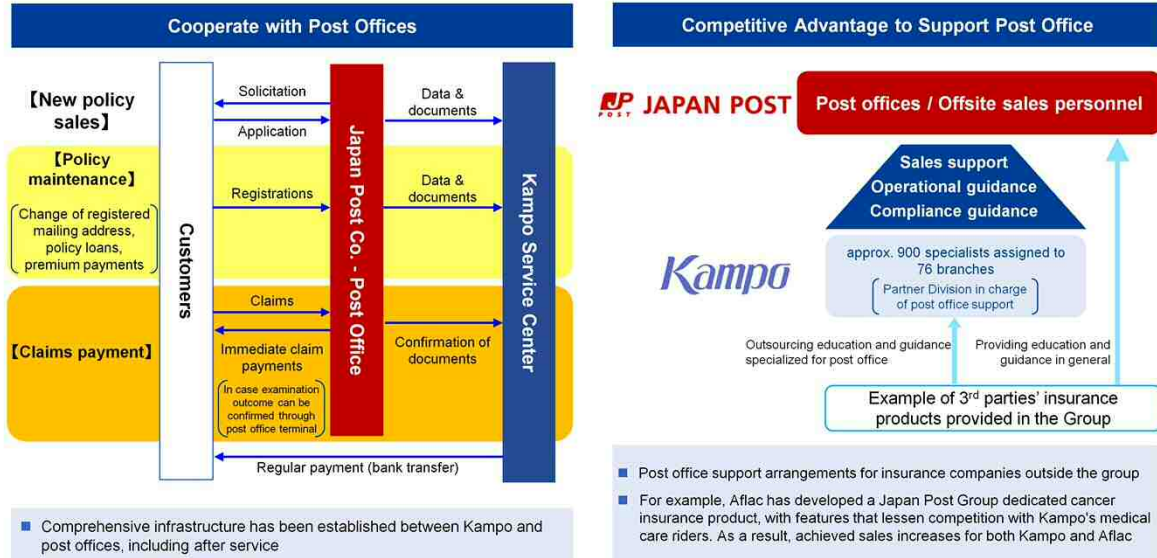 Cooperate with Post Offices
【New policy
sales】
Solicitation
Application
Data &
documents
【Policy
maintenance】
Change of registered
mailing address,
policy loans,
premium payments
Registrations
Data &
documents
Customers
Japan Post Co. - Post Office
Kampo Service Center
【Claims payment】
Claims
Immediate claim
payments
In case examination
outcome can be
confirmed through
post office terminal
Confirmation of
documents
Regular payment (bank transfer)
■ Comprehensive infrastructure has been established between Kampo and
post offices, including after service
Competitive Advantage to Support Post Office
JP
POST
JAPAN POST
Post offices / Offsite sales personnel
Sales support
Operational guidance
Compliance guidance
Kampo
approx. 900 specialists assigned to
76 branches
Partner Division in charge
of post office support
Outsourcing education and guidance
specialized for post office
Providing education and
guidance in general
Example of 3rd parties' insurance
products provided in the Group
■ Post office support arrangements for insurance companies outside the group
■ For example, Aflac has developed a Japan Post Group dedicated cancer
insurance product, with features that lessen competition with Kampo's medical
care riders. As a result, achieved sales increases for both Kampo and Aflac